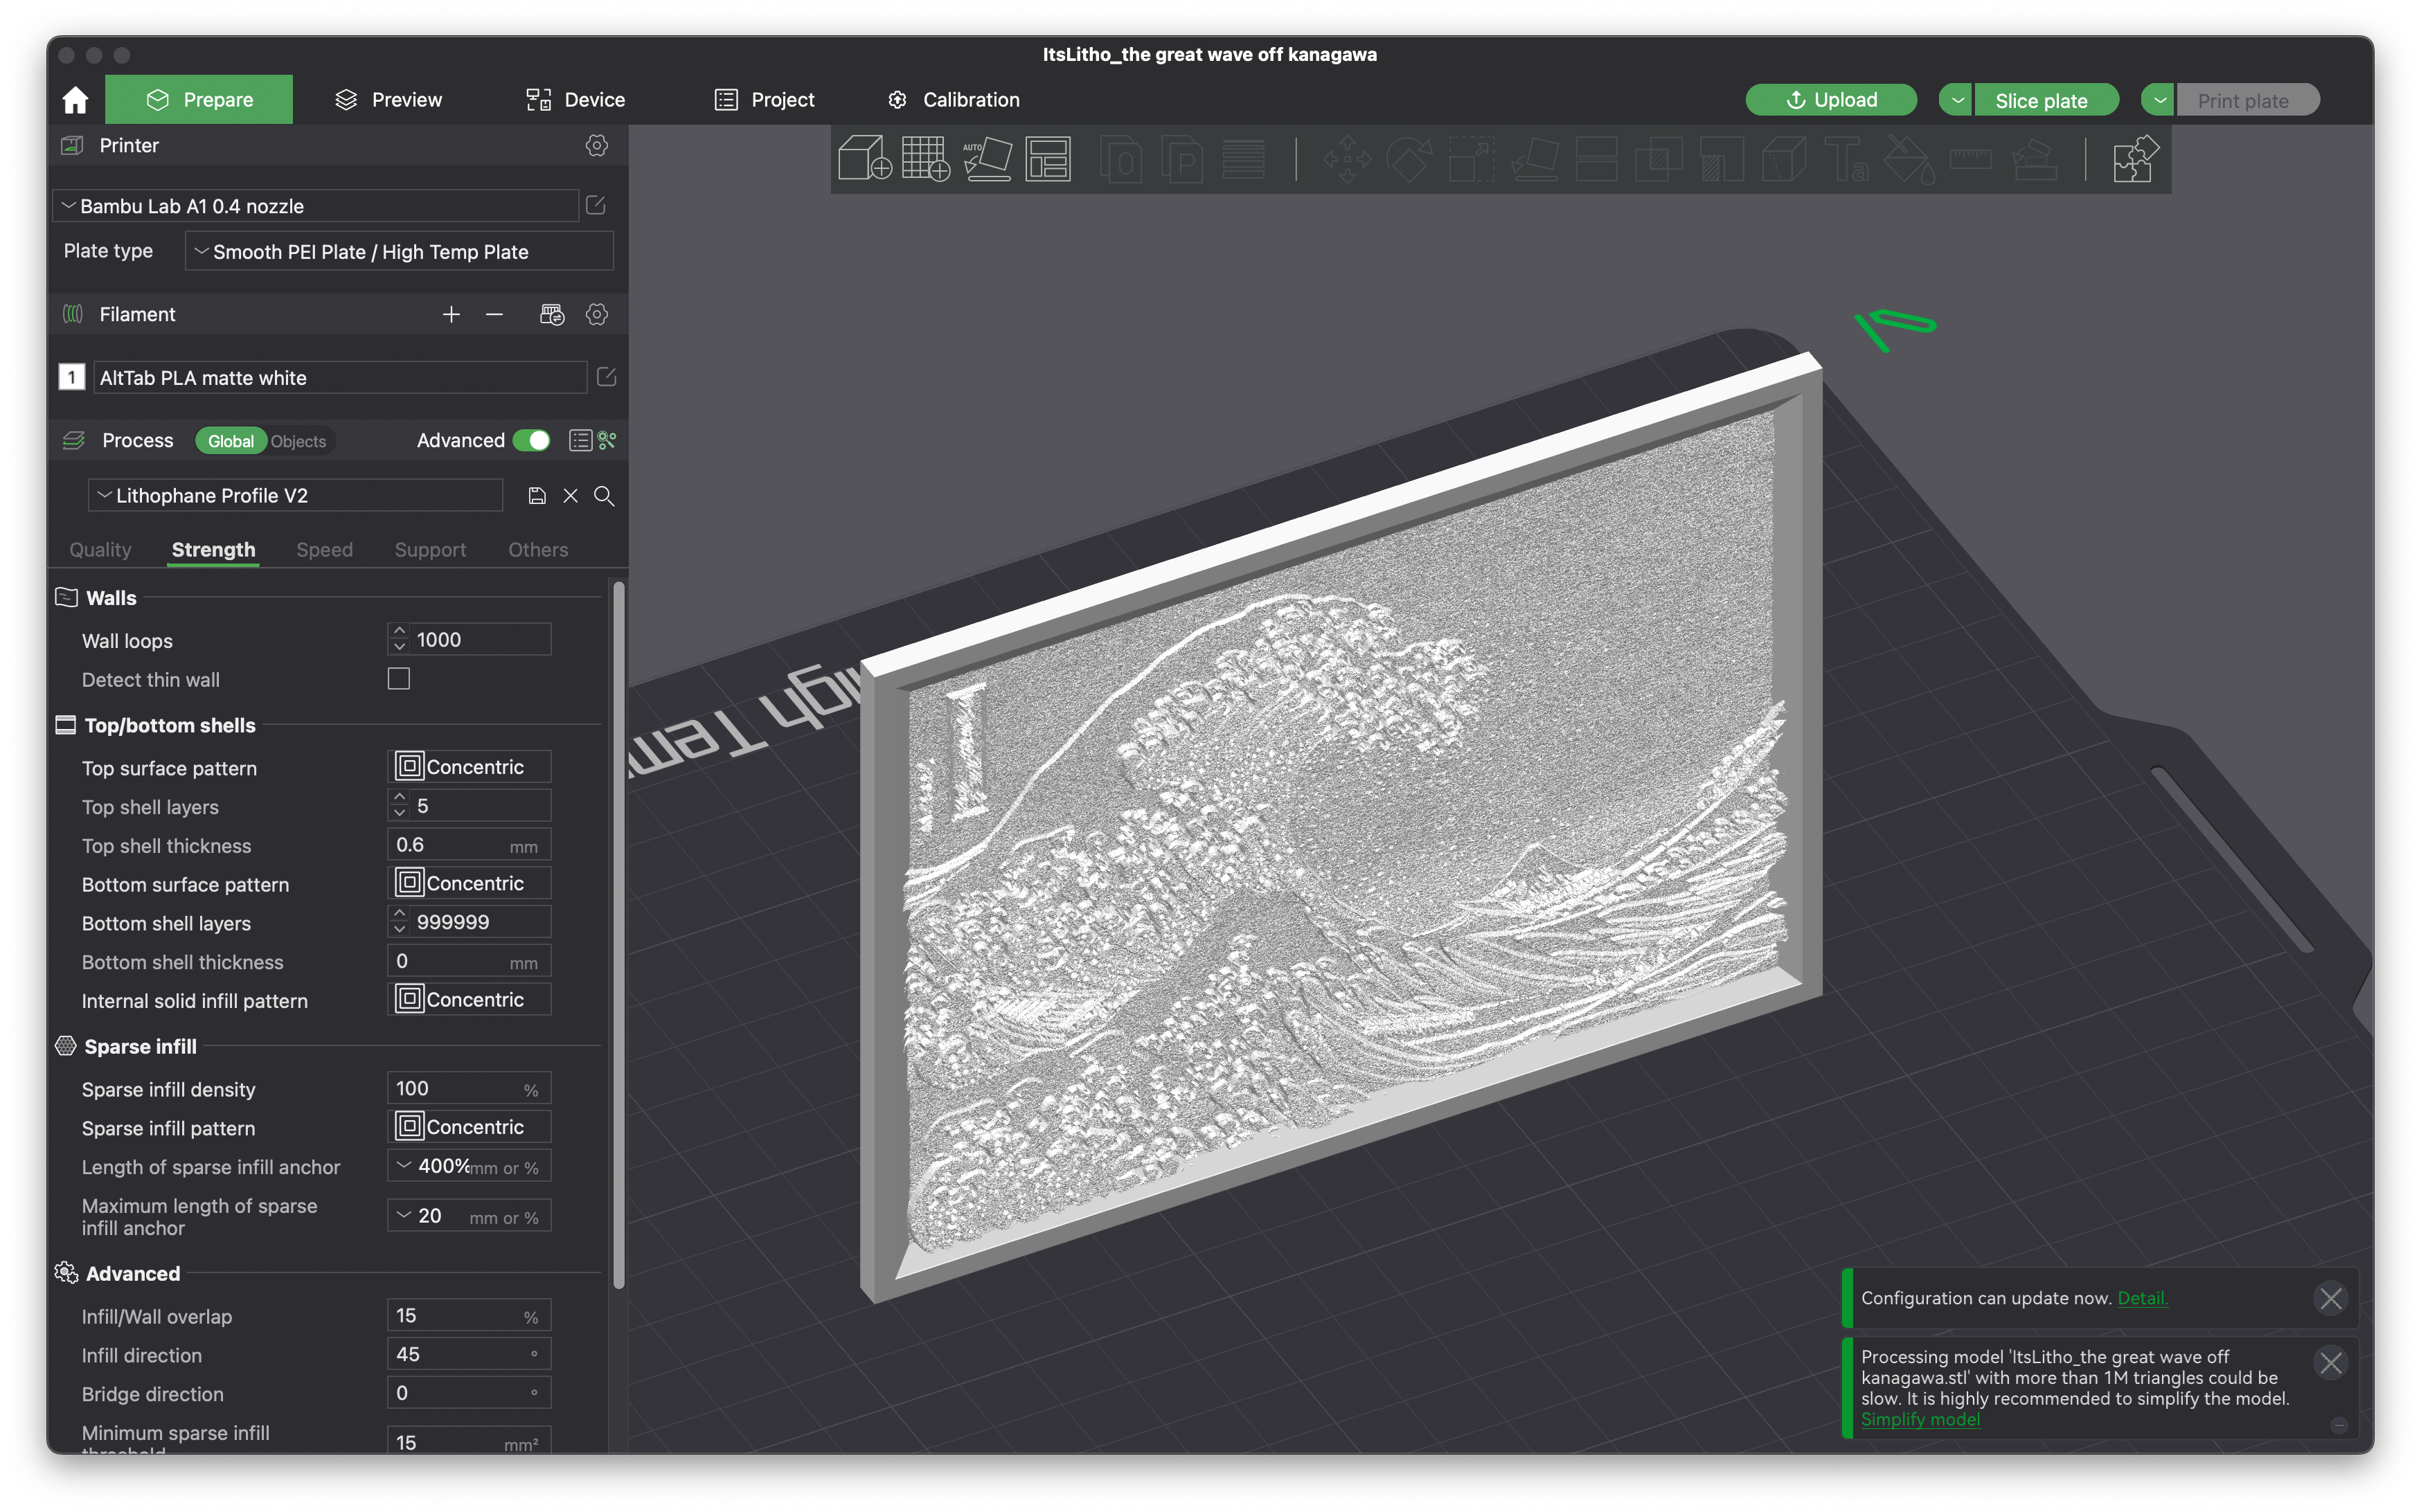 ItsLitho_the great wave off kanagawa
Prepare
Preview
Device
Project
Calibration
Upload
Slice plate
Print plate
Printer
Bambu Lab A1 0.4 nozzle
Plate type
Smooth PEI Plate / High Temp Plate
Filament
1
AltTab PLA matte white
Process
Global
Objects
Advanced
Lithophane Profile V2
Quality
Strength
Speed
Support
Others
Walls
Wall loops 1000
Detect thin wall
Top/bottom shells
Top surface pattern Concentric
Top shell layers 5
Top shell thickness 0.6 mm
Bottom surface pattern Concentric
Bottom shell layers 999999
Bottom shell thickness 0 mm
Internal solid infill pattern Concentric
Sparse infill
Sparse infill density 100 %
Sparse infill pattern Concentric
Length of sparse infill anchor 400% mm or %
Maximum length of sparse
infill anchor
20 mm or %
Advanced
Infill/Wall overlap 15 %
Infill direction 45 °
Bridge direction 0 °
Minimum sparse infill
threshold
15 mm²
AUTO
O
P
Ta
Configuration can update now. Detail.
Processing model 'ItsLitho_the great wave off
kanagawa.stl' with more than 1M triangles could be
slow. It is highly recommended to simplify the model.
Simplify model